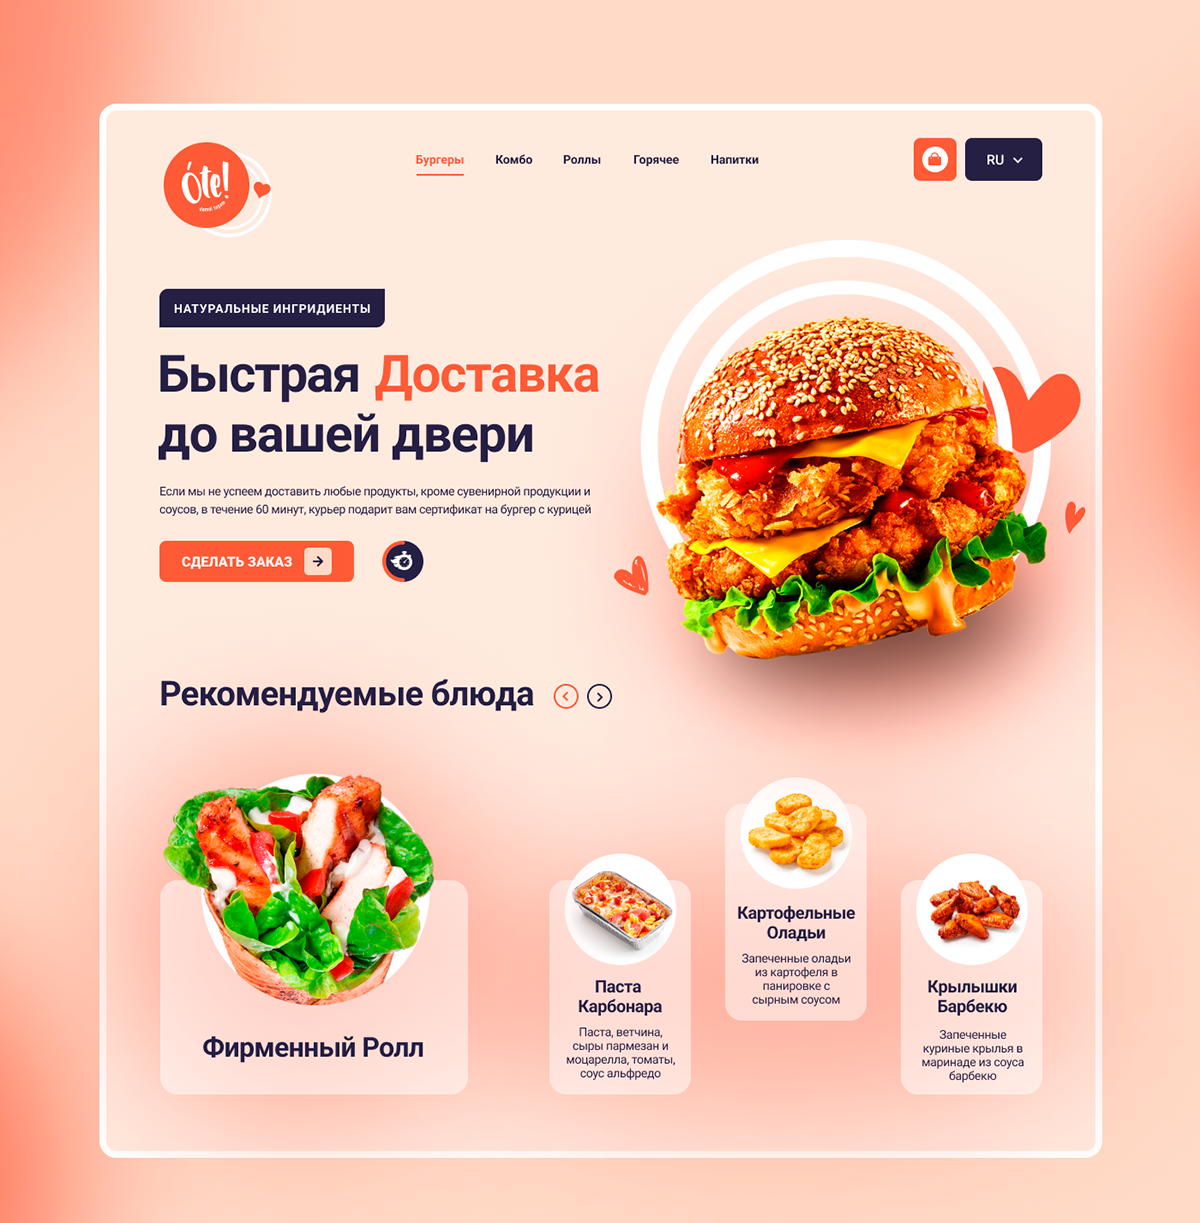 Óte!
Бургеры
Комбо
Роллы
Горячее
Напитки
RU
НАТУРАЛЬНЫЕ ИНГРИДИЕНТЫ
Быстрая Доставка
до вашей двери
Если мы не успеем доставить любые продукты, кроме сувенирной продукции и
соусов, в течение 60 минут, курьер подарит вам сертификат на бургер с курицей
СДЕЛАТЬ ЗАКАЗ
Рекомендуемые блюда
Фирменный Ролл
Паста
Карбонара
Паста, ветчина,
сыры пармезан и
моцарелла, томаты,
соус альфредо
Картофельные
Оладьи
Запеченные оладьи
из картофеля в
панировке с
сырным соусом
Крылышки
Барбекю
Запеченные
куриные крылья в
маринаде из соуса
барбекю